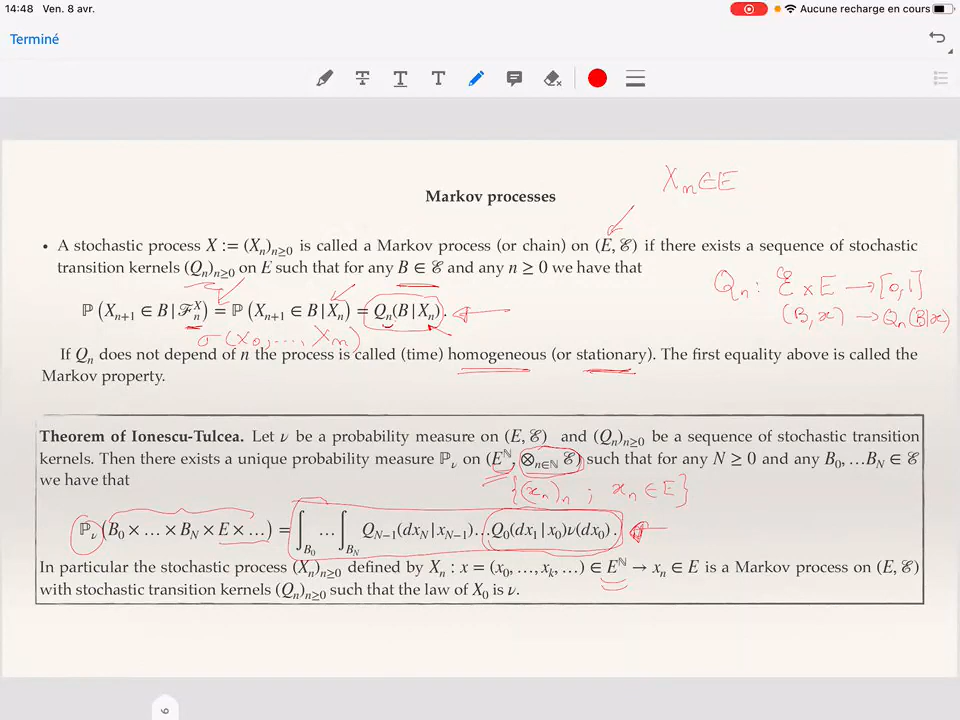 14:48 Ven. 8 avr.
Aucune recharge en cours
Terminé
X_n ∈ E
Markov processes
• A stochastic process X := (X_n)_{n≥0} is called a Markov process (or chain) on (E, ℰ) if there exists a sequence of stochastic
transition kernels (Q_n)_{n≥0} on E such that for any B ∈ ℰ and any n ≥ 0 we have that
Q_n : ℰ × E → [0,1]
ℙ (X_{n+1} ∈ B | ℱ_n^X) = ℙ (X_{n+1} ∈ B | X_n) = Q_n(B | X_n).
(B, x) → Q_n(B|x)
σ(X_0, ..., X_n)
If Q_n does not depend of n the process is called (time) homogeneous (or stationary). The first equality above is called the
Markov property.
Theorem of Ionescu-Tulcea. Let ν be a probability measure on (E, ℰ) and (Q_n)_{n≥0} be a sequence of stochastic transition
kernels. Then there exists a unique probability measure ℙ_ν on (E^ℕ, ⊗_{n∈ℕ} ℰ) such that for any N ≥ 0 and any B_0, …B_N ∈ ℰ
we have that
{(x_n)_n ; x_n ∈ E}
ℙ_ν (B_0 × … × B_N × E × …) = ∫_{B_0} … ∫_{B_N} Q_{N−1}(dx_N | x_{N−1})…Q_0(dx_1 | x_0)ν(dx_0).
In particular the stochastic process (X_n)_{n≥0} defined by X_n : x = (x_0, …, x_k, …) ∈ E^ℕ → x_n ∈ E is a Markov process on (E, ℰ)
with stochastic transition kernels (Q_n)_{n≥0} such that the law of X_0 is ν.